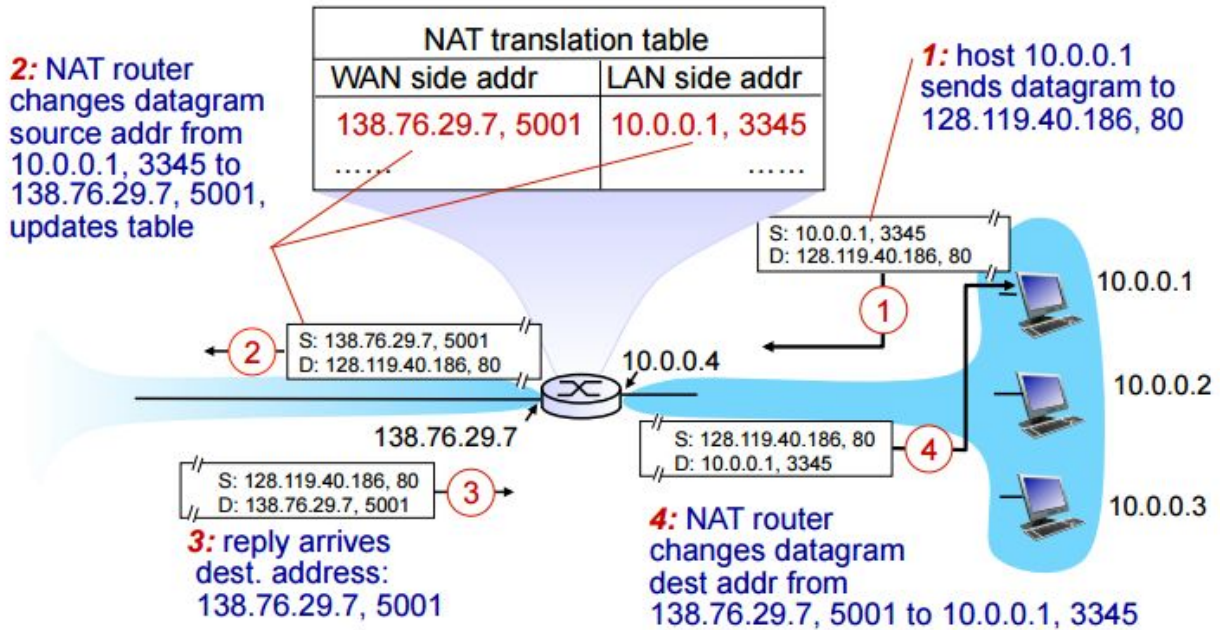 NAT translation table
WAN side addr
LAN side addr
138.76.29.7, 5001
10.0.0.1, 3345
……
……
2: NAT router
changes datagram
source addr from
10.0.0.1, 3345 to
138.76.29.7, 5001,
updates table
1: host 10.0.0.1
sends datagram to
128.119.40.186, 80
S: 10.0.0.1, 3345
D: 128.119.40.186, 80
1
10.0.0.1
2
S: 138.76.29.7, 5001
D: 128.119.40.186, 80
10.0.0.4
10.0.0.2
138.76.29.7
S: 128.119.40.186, 80
D: 10.0.0.1, 3345
4
S: 128.119.40.186, 80
D: 138.76.29.7, 5001
3
10.0.0.3
3: reply arrives
dest. address:
138.76.29.7, 5001
4: NAT router
changes datagram
dest addr from
138.76.29.7, 5001 to 10.0.0.1, 3345